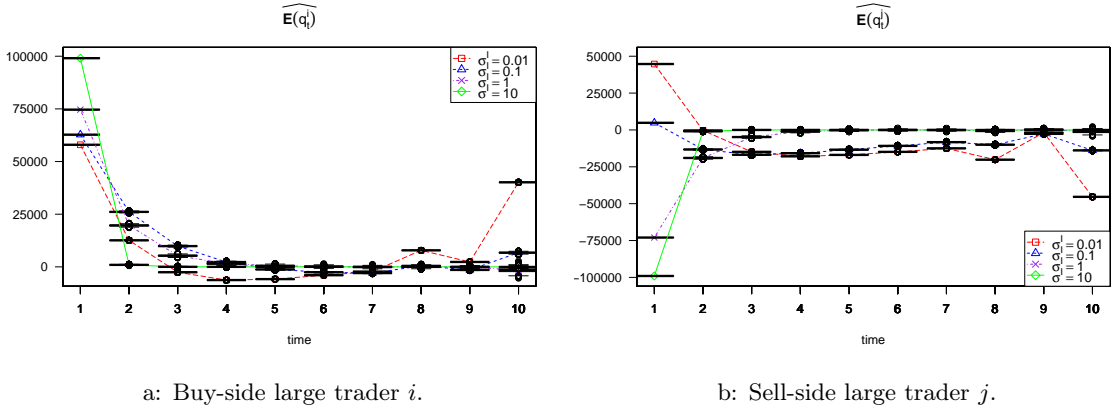 E(q_t^i)
100000
75000
50000
25000
0
σ^i = 0.01
σ^i = 0.1
σ^i = 1
σ^i = 10
1 2 3 4 5 6 7 8 9 10
time
a: Buy-side large trader i.
E(q_t^j)
50000
25000
0
−25000
−50000
−75000
−100000
= 0.01
= 0.1
= 1
= 10
1 2 3 4 5 6 7 8 9 10
time
b: Sell-side large trader j.